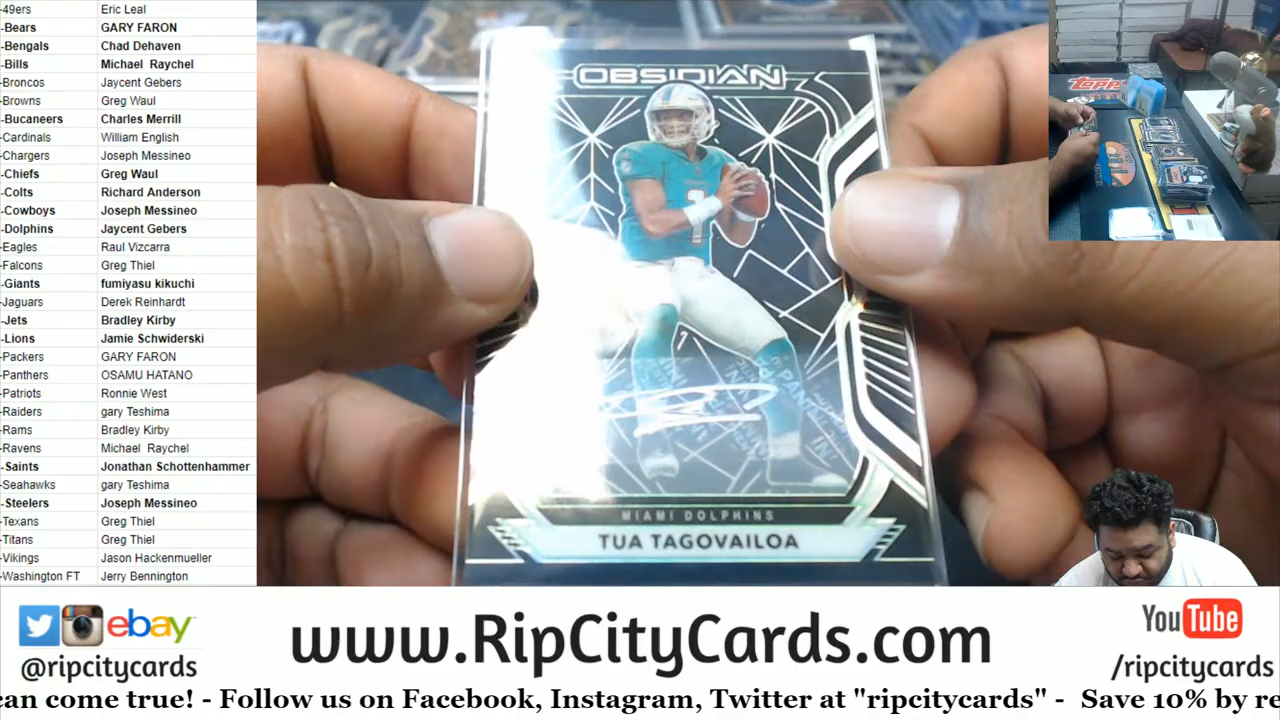 -49ers Eric Leal
-Bears GARY FARON
-Bengals Chad Dehaven
-Bills Michael Raychel
-Broncos Jaycent Gebers
-Browns Greg Waul
-Bucaneers Charles Merrill
-Cardinals William English
-Chargers Joseph Messineo
-Chiefs Greg Waul
-Colts Richard Anderson
-Cowboys Joseph Messineo
-Dolphins Jaycent Gebers
-Eagles Raul Vizcarra
-Falcons Greg Thiel
-Giants fumiyasu kikuchi
-Jaguars Derek Reinhardt
-Jets Bradley Kirby
-Lions Jamie Schwiderski
-Packers GARY FARON
-Panthers OSAMU HATANO
-Patriots Ronnie West
-Raiders gary Teshima
-Rams Bradley Kirby
-Ravens Michael Raychel
-Saints Jonathan Schottenhammer
-Seahawks gary Teshima
-Steelers Joseph Messineo
-Texans Greg Thiel
-Titans Greg Thiel
-Vikings Jason Hackenmueller
-Washington FT Jerry Bennington
OBSIDIAN
1
MIAMI DOLPHINS
TUA TAGOVAILOA
TOPPS
ebay
@ripcitycards
www.RipCityCards.com
YouTube
/ripcitycards
can come true! - Follow us on Facebook, Instagram, Twitter at "ripcitycards" - Save 10% by re